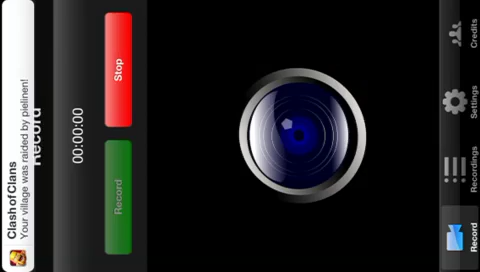 Clash of Clans
Your village was raided by pielinen!
Record
00:00:00
Record
Stop
Record
Recordings
Settings
Credits